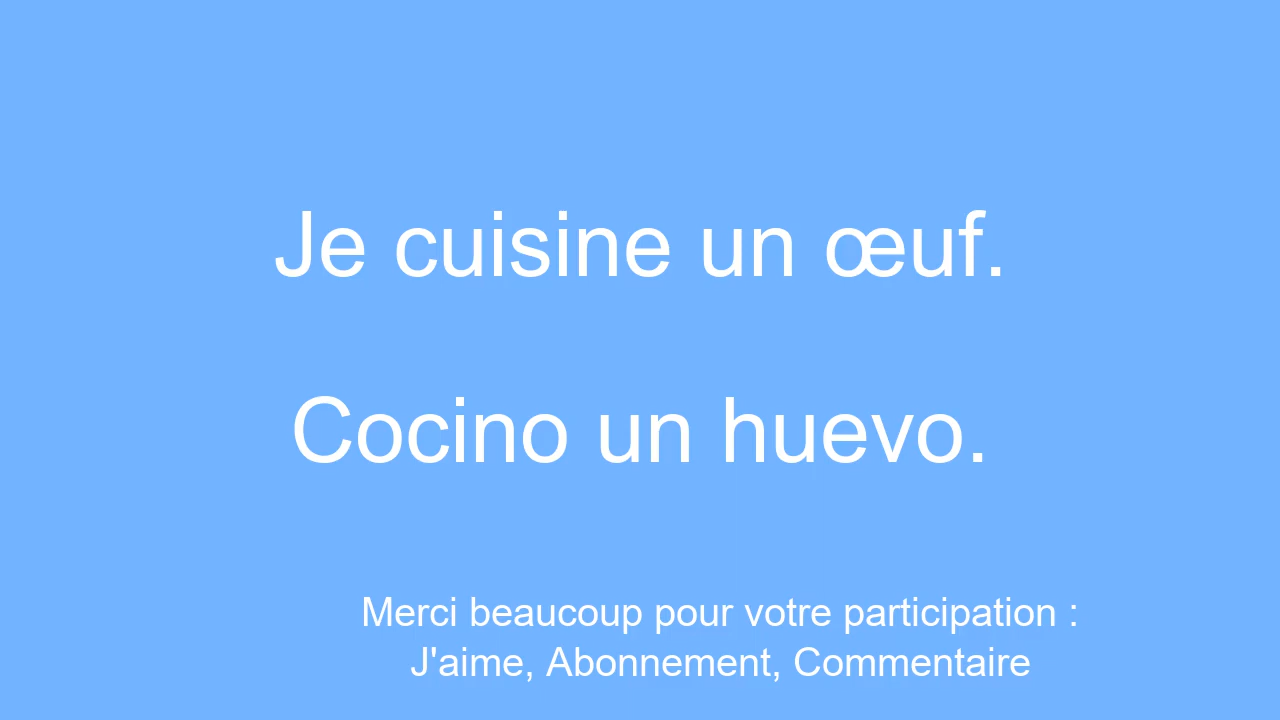 Je cuisine un œuf.
Cocino un huevo.
Merci beaucoup pour votre participation :
J'aime, Abonnement, Commentaire